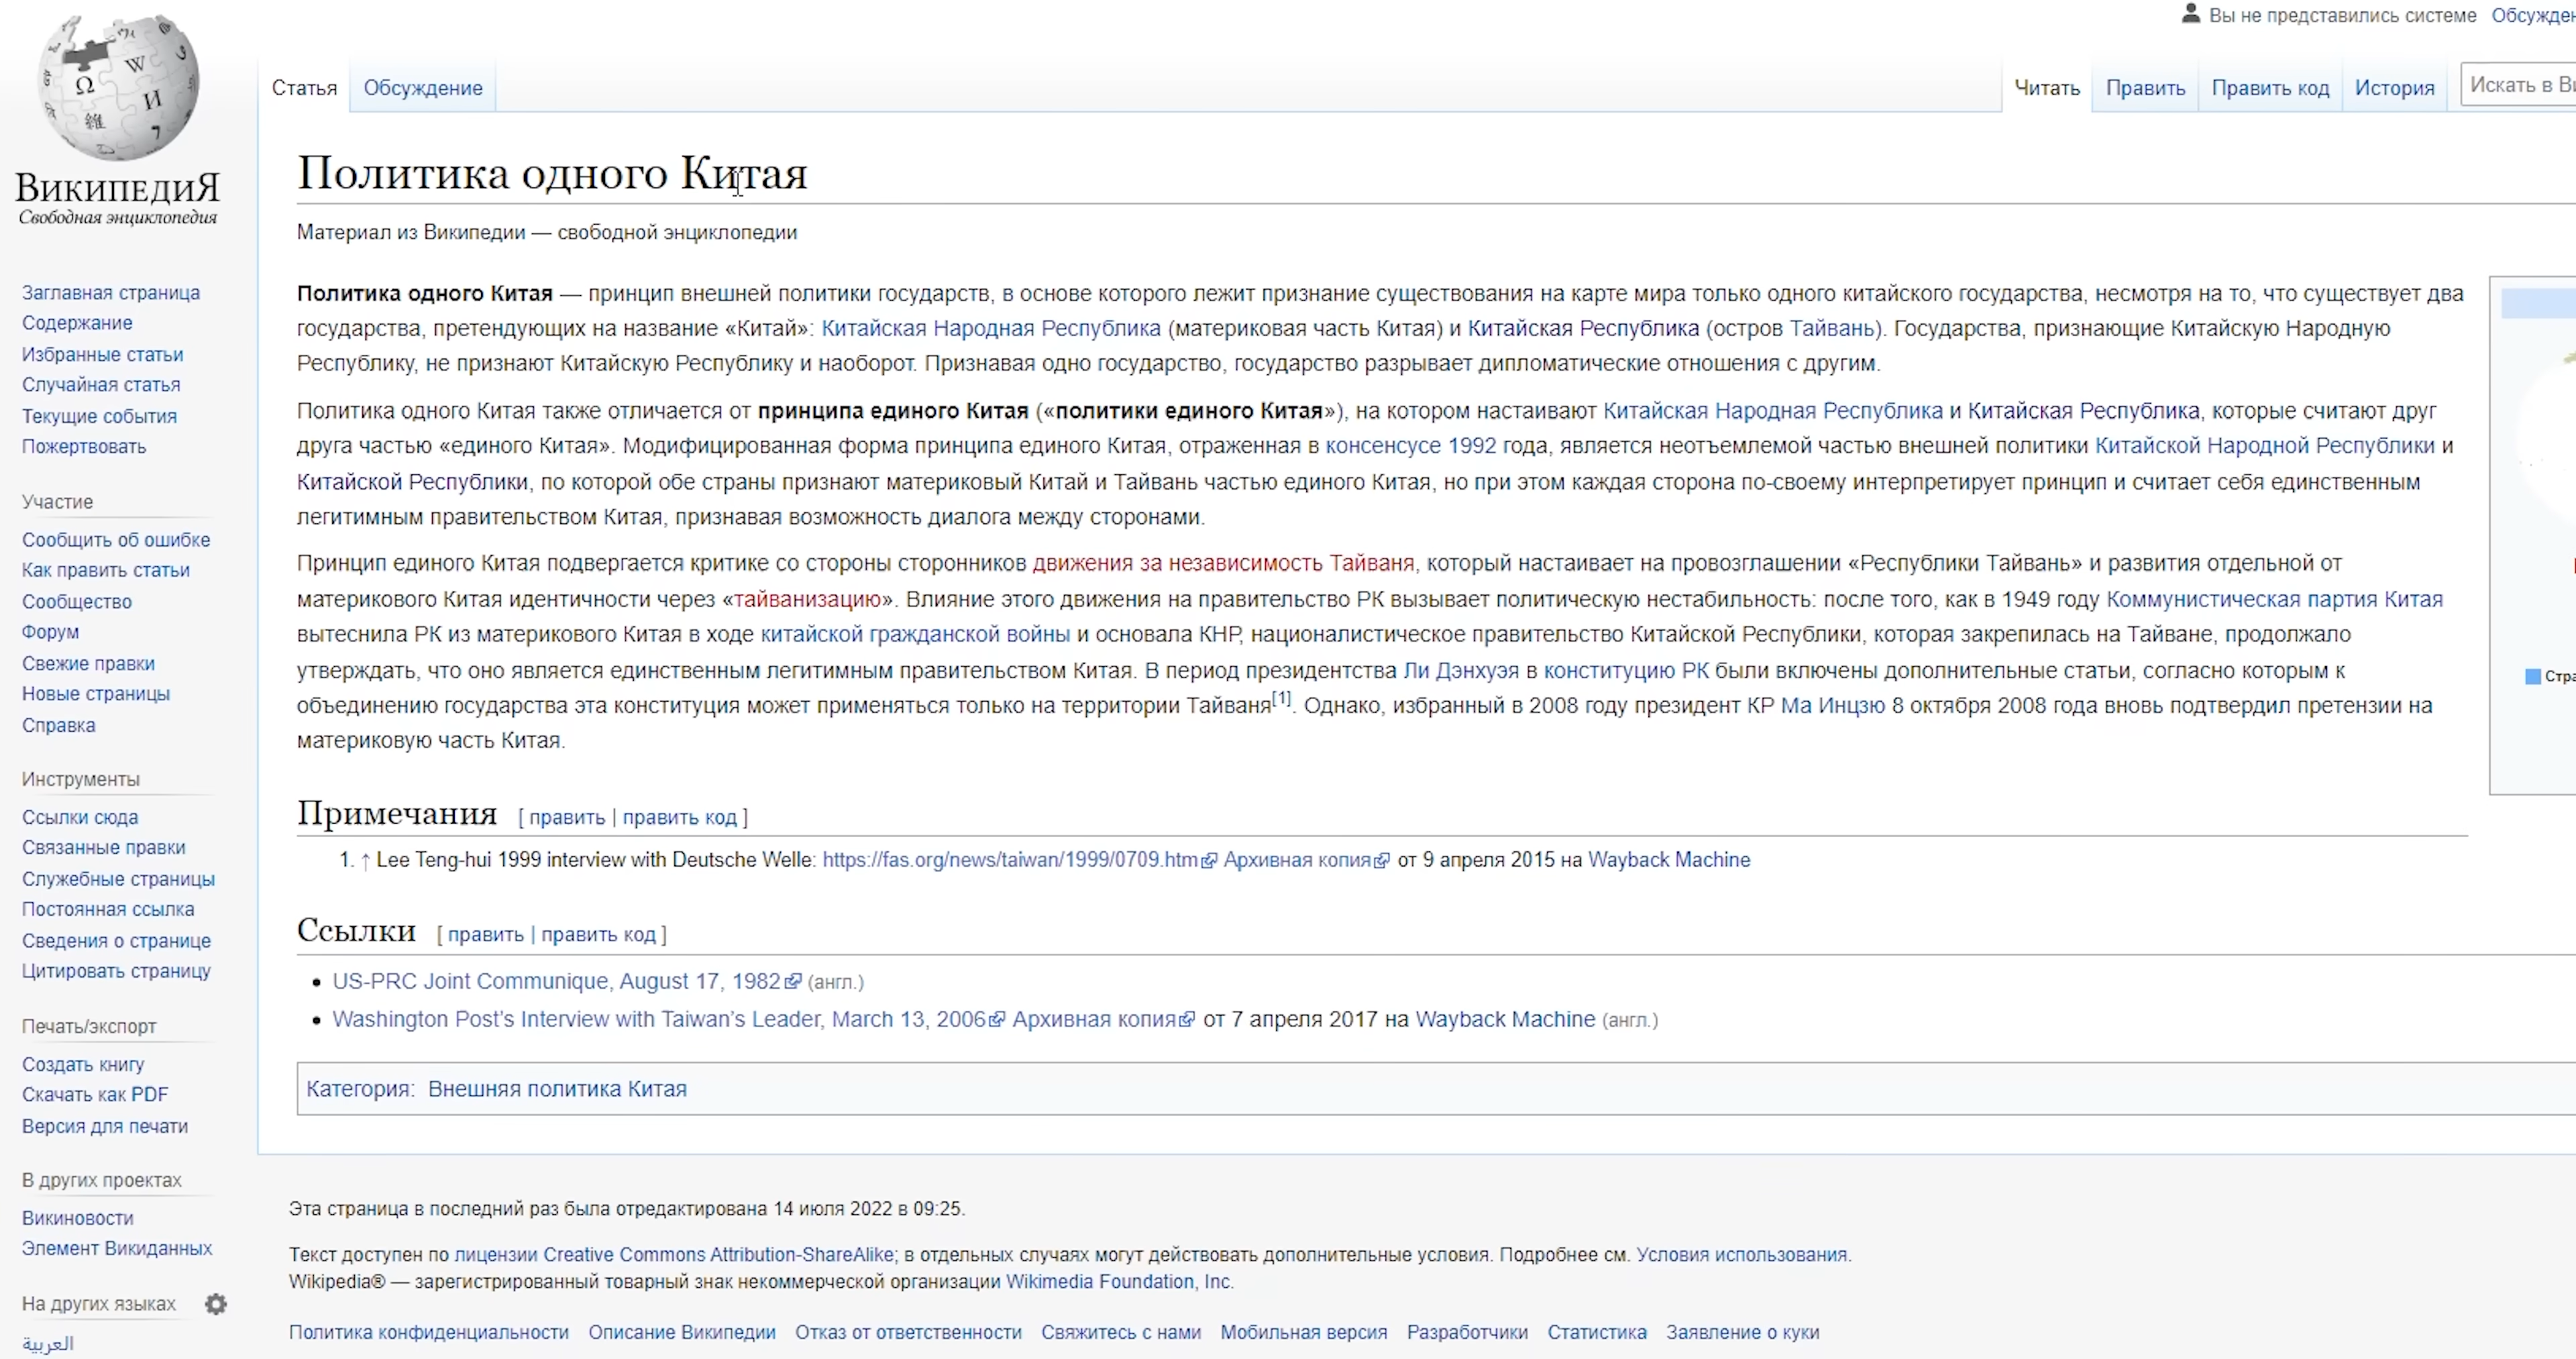 Вы не представились системе
Статья Обсуждение Читать Править Править код История Искать в
ВИКИПЕДИЯ
Свободная энциклопедия
Заглавная страница
Содержание
Избранные статьи
Случайная статья
Текущие события
Пожертвовать
Участие
Сообщить об ошибке
Как править статьи
Сообщество
Форум
Свежие правки
Новые страницы
Справка
Инструменты
Ссылки сюда
Связанные правки
Служебные страницы
Постоянная ссылка
Сведения о странице
Цитировать страницу
Печать/экспорт
Создать книгу
Скачать как PDF
Версия для печати
В других проектах
Викиновости
Элемент Викиданных
На других языках
العربية
Политика одного Китая
Материал из Википедии — свободной энциклопедии
Политика одного Китая — принцип внешней политики государств, в основе которого лежит признание существования на карте мира только одного китайского государства, несмотря на то, что существует два
государства, претендующих на название «Китай»: Китайская Народная Республика (материковая часть Китая) и Китайская Республика (остров Тайвань). Государства, признающие Китайскую Народную
Республику, не признают Китайскую Республику и наоборот. Признавая одно государство, государство разрывает дипломатические отношения с другим.
Политика одного Китая также отличается от принципа единого Китая («политики единого Китая»), на котором настаивают Китайская Народная Республика и Китайская Республика, которые считают друг
друга частью «единого Китая». Модифицированная форма принципа единого Китая, отраженная в консенсусе 1992 года, является неотъемлемой частью внешней политики Китайской Народной Республики и
Китайской Республики, по которой обе страны признают материковый Китай и Тайвань частью единого Китая, но при этом каждая сторона по-своему интерпретирует принцип и считает себя единственным
легитимным правительством Китая, признавая возможность диалога между сторонами.
Принцип единого Китая подвергается критике со стороны сторонников движения за независимость Тайваня, который настаивает на провозглашении «Республики Тайвань» и развития отдельной от
материкового Китая идентичности через «тайванизацию». Влияние этого движения на правительство РК вызывает политическую нестабильность: после того, как в 1949 году Коммунистическая партия Китая
вытеснила РК из материкового Китая в ходе китайской гражданской войны и основала КНР, националистическое правительство Китайской Республики, которая закрепилась на Тайване, продолжало
утверждать, что оно является единственным легитимным правительством Китая. В период президентства Ли Дэнхуэя в конституцию РК были включены дополнительные статьи, согласно которым к
объединению государства эта конституция может применяться только на территории Тайваня[1]. Однако, избранный в 2008 году президент КР Ма Инцзю 8 октября 2008 года вновь подтвердил претензии на
материковую часть Китая.
Примечания [ править | править код ]
1. ↑ Lee Teng-hui 1999 interview with Deutsche Welle: https://fas.org/news/taiwan/1999/0709.htm Архивная копия от 9 апреля 2015 на Wayback Machine
Ссылки [ править | править код ]
• US-PRC Joint Communique, August 17, 1982 (англ.)
• Washington Post’s Interview with Taiwan’s Leader, March 13, 2006 Архивная копия от 7 апреля 2017 на Wayback Machine (англ.)
Категория: Внешняя политика Китая
Эта страница в последний раз была отредактирована 14 июля 2022 в 09:25.
Текст доступен по лицензии Creative Commons Attribution-ShareAlike; в отдельных случаях могут действовать дополнительные условия. Подробнее см. Условия использования.
Wikipedia® — зарегистрированный товарный знак некоммерческой организации Wikimedia Foundation, Inc.
Политика конфиденциальности Описание Википедии Отказ от ответственности Свяжитесь с нами Мобильная версия Разработчики Статистика Заявление о куки